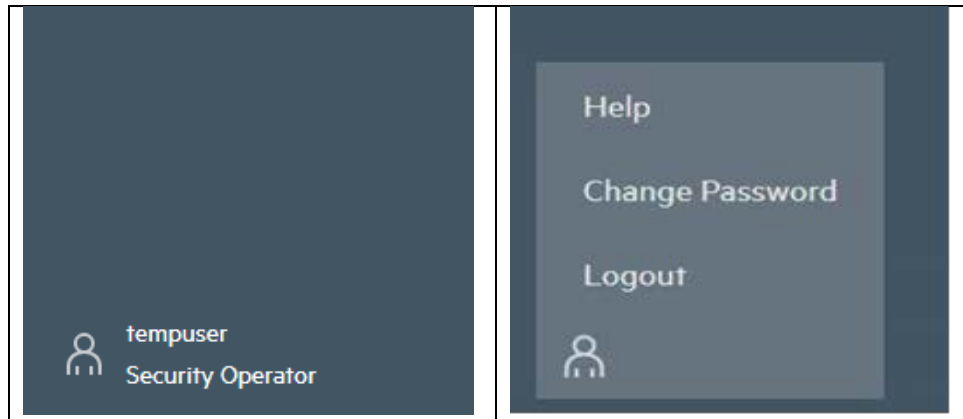 tempuser
Security Operator
Help
Change Password
Logout